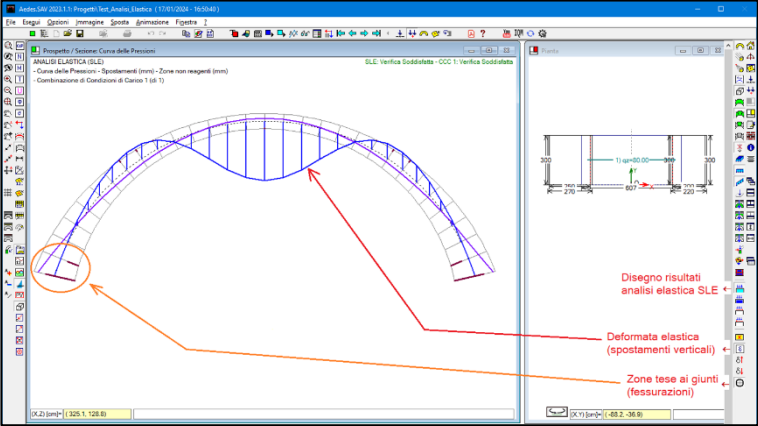 Aedes.SAV 2023.1.1: Progetti\Test_Analisi_Elastica ( 17/01/2024 - 16:50:40 )
File Esegui Opzioni Immagine Sposta Animazione Finestra ?
Prospetto / Sezione: Curva delle Pressioni
Pianta
ANALISI ELASTICA (SLE)
SLE: Verifica Soddisfatta - CCC 1: Verifica Soddisfatta
- Curva delle Pressioni - Spostamenti (mm) - Zone non reagenti (mm)
- Combinazione di Condizioni di Carico 1 (di 1)
300
1) qz=80.00
300
300
Y
X
270
607
220
Disegno risultati
analisi elastica SLE
Deformata elastica
(spostamenti verticali)
Zone tese ai giunti
(fessurazioni)
(X,Z) [cm]= ( 325.1, 128.8)
(X,Y) [cm]= ( -88.2, -36.9)